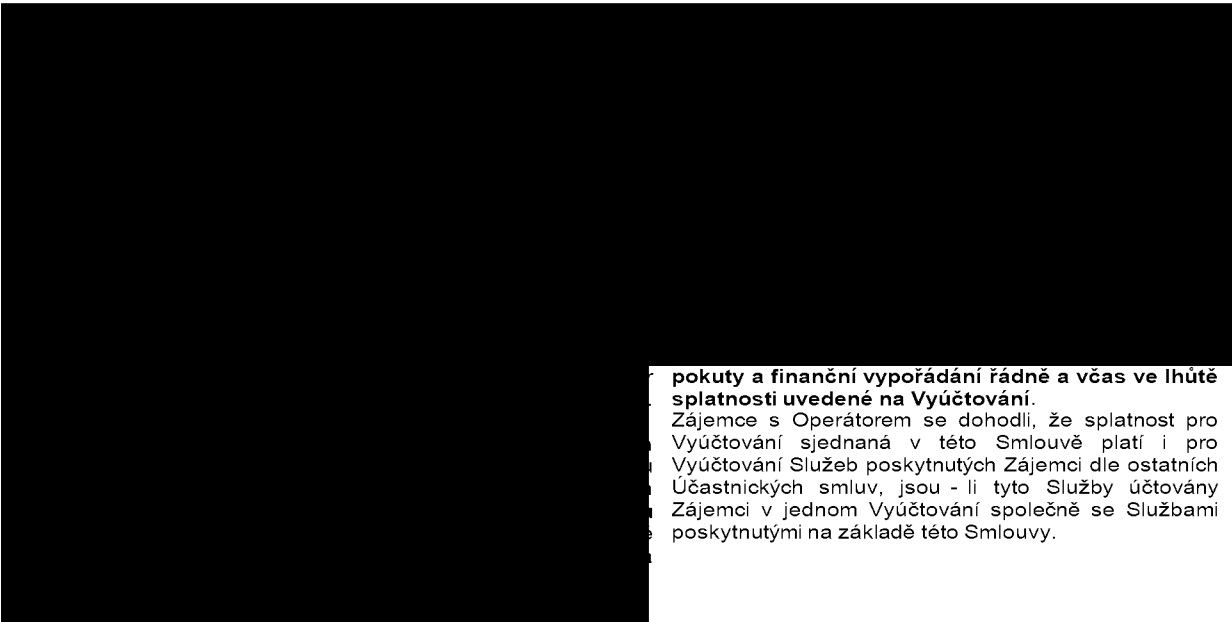 pokuty a finanční vypořádání řádně a včas ve lhůtě
splatnosti uvedené na Vyúčtování.
Zájemce s Operátorem se dohodli, že splatnost pro
Vyúčtování sjednaná v této Smlouvě platí i pro
Vyúčtování Služeb poskytnutých Zájemci dle ostatních
Účastnických smluv, jsou - li tyto Služby účtovány
Zájemci v jednom Vyúčtování společně se Službami
poskytnutými na základě této Smlouvy.